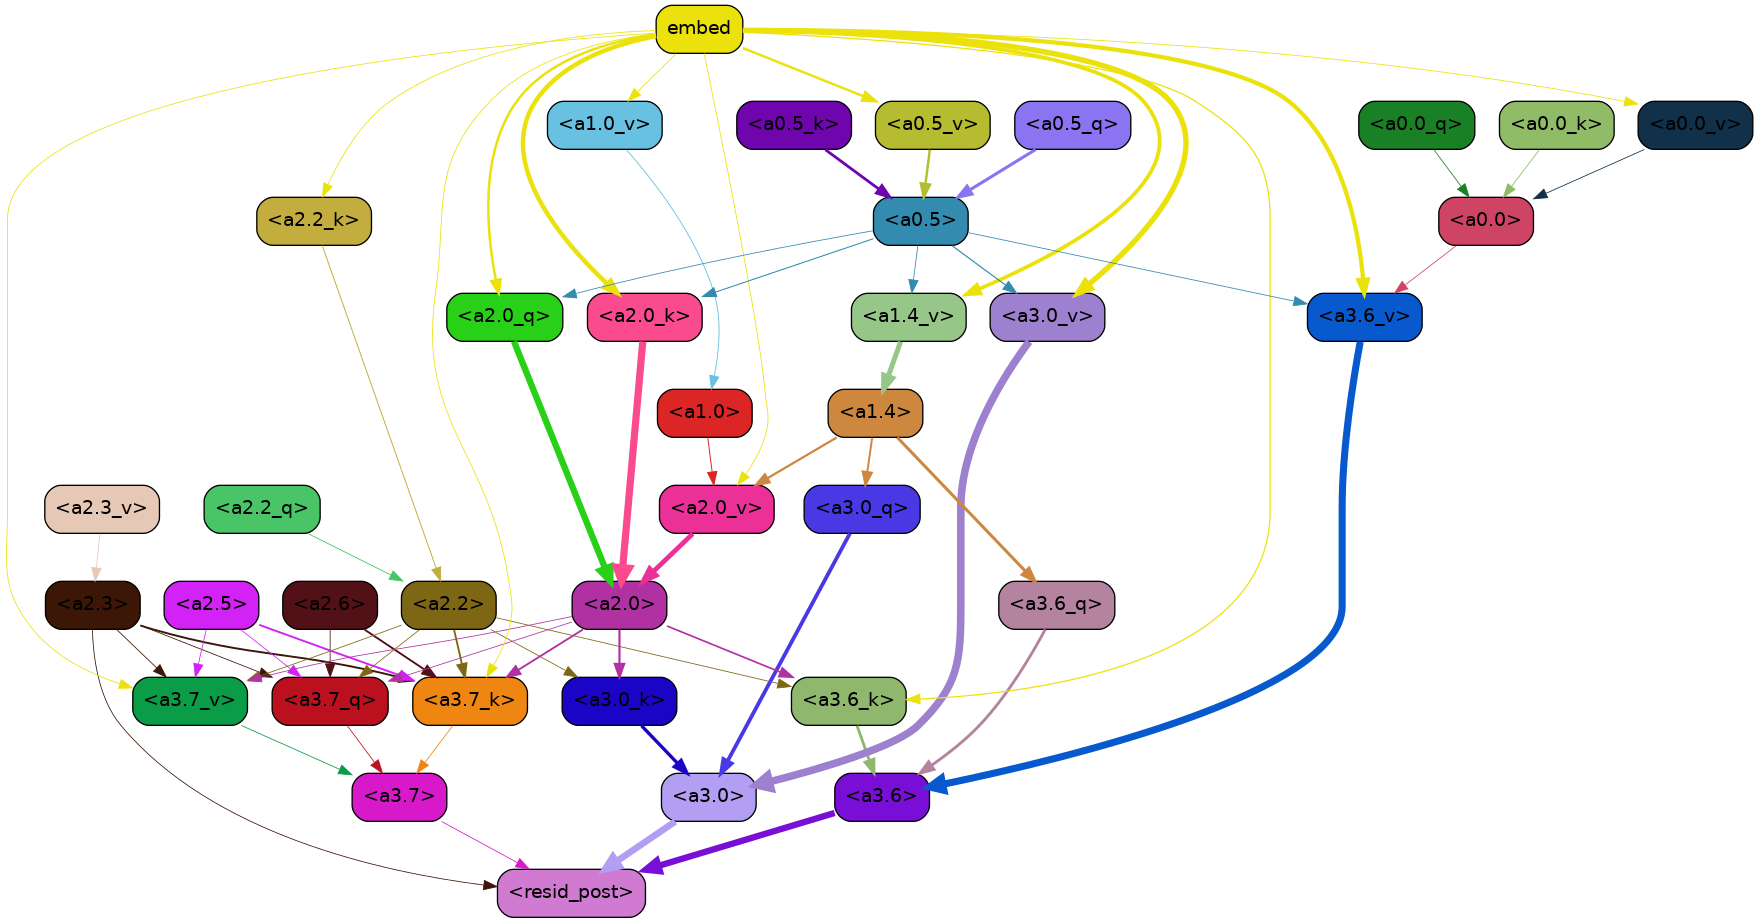 embed
<a1.0_v>
<a0.5_k>
<a0.5_v>
<a0.5_q>
<a0.0_q>
<a0.0_k>
<a0.0_v>
<a2.2_k>
<a0.5>
<a0.0>
<a2.0_q>
<a2.0_k>
<a1.4_v>
<a3.0_v>
<a3.6_v>
<a1.0>
<a1.4>
<a2.3_v>
<a2.2_q>
<a2.0_v>
<a3.0_q>
<a2.3>
<a2.5>
<a2.6>
<a2.2>
<a2.0>
<a3.6_q>
<a3.7_v>
<a3.7_q>
<a3.7_k>
<a3.0_k>
<a3.6_k>
<a3.7>
<a3.0>
<a3.6>
<resid_post>